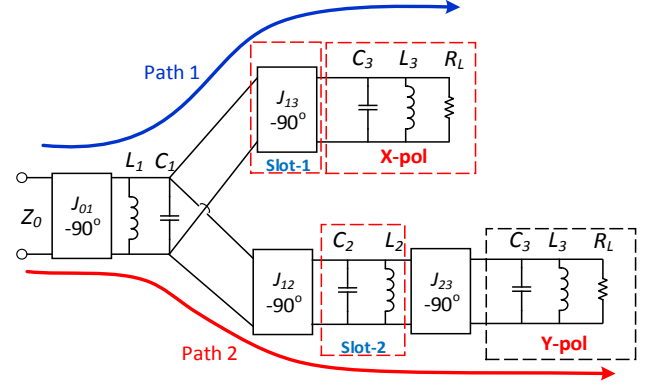 Path 1
C3 L3 RL
J13
-90°
Slot-1
X-pol
L1 C1
Z0
J01
-90°
C2 L2
C3 L3 RL
J12
-90°
J23
-90°
Slot-2
Y-pol
Path 2